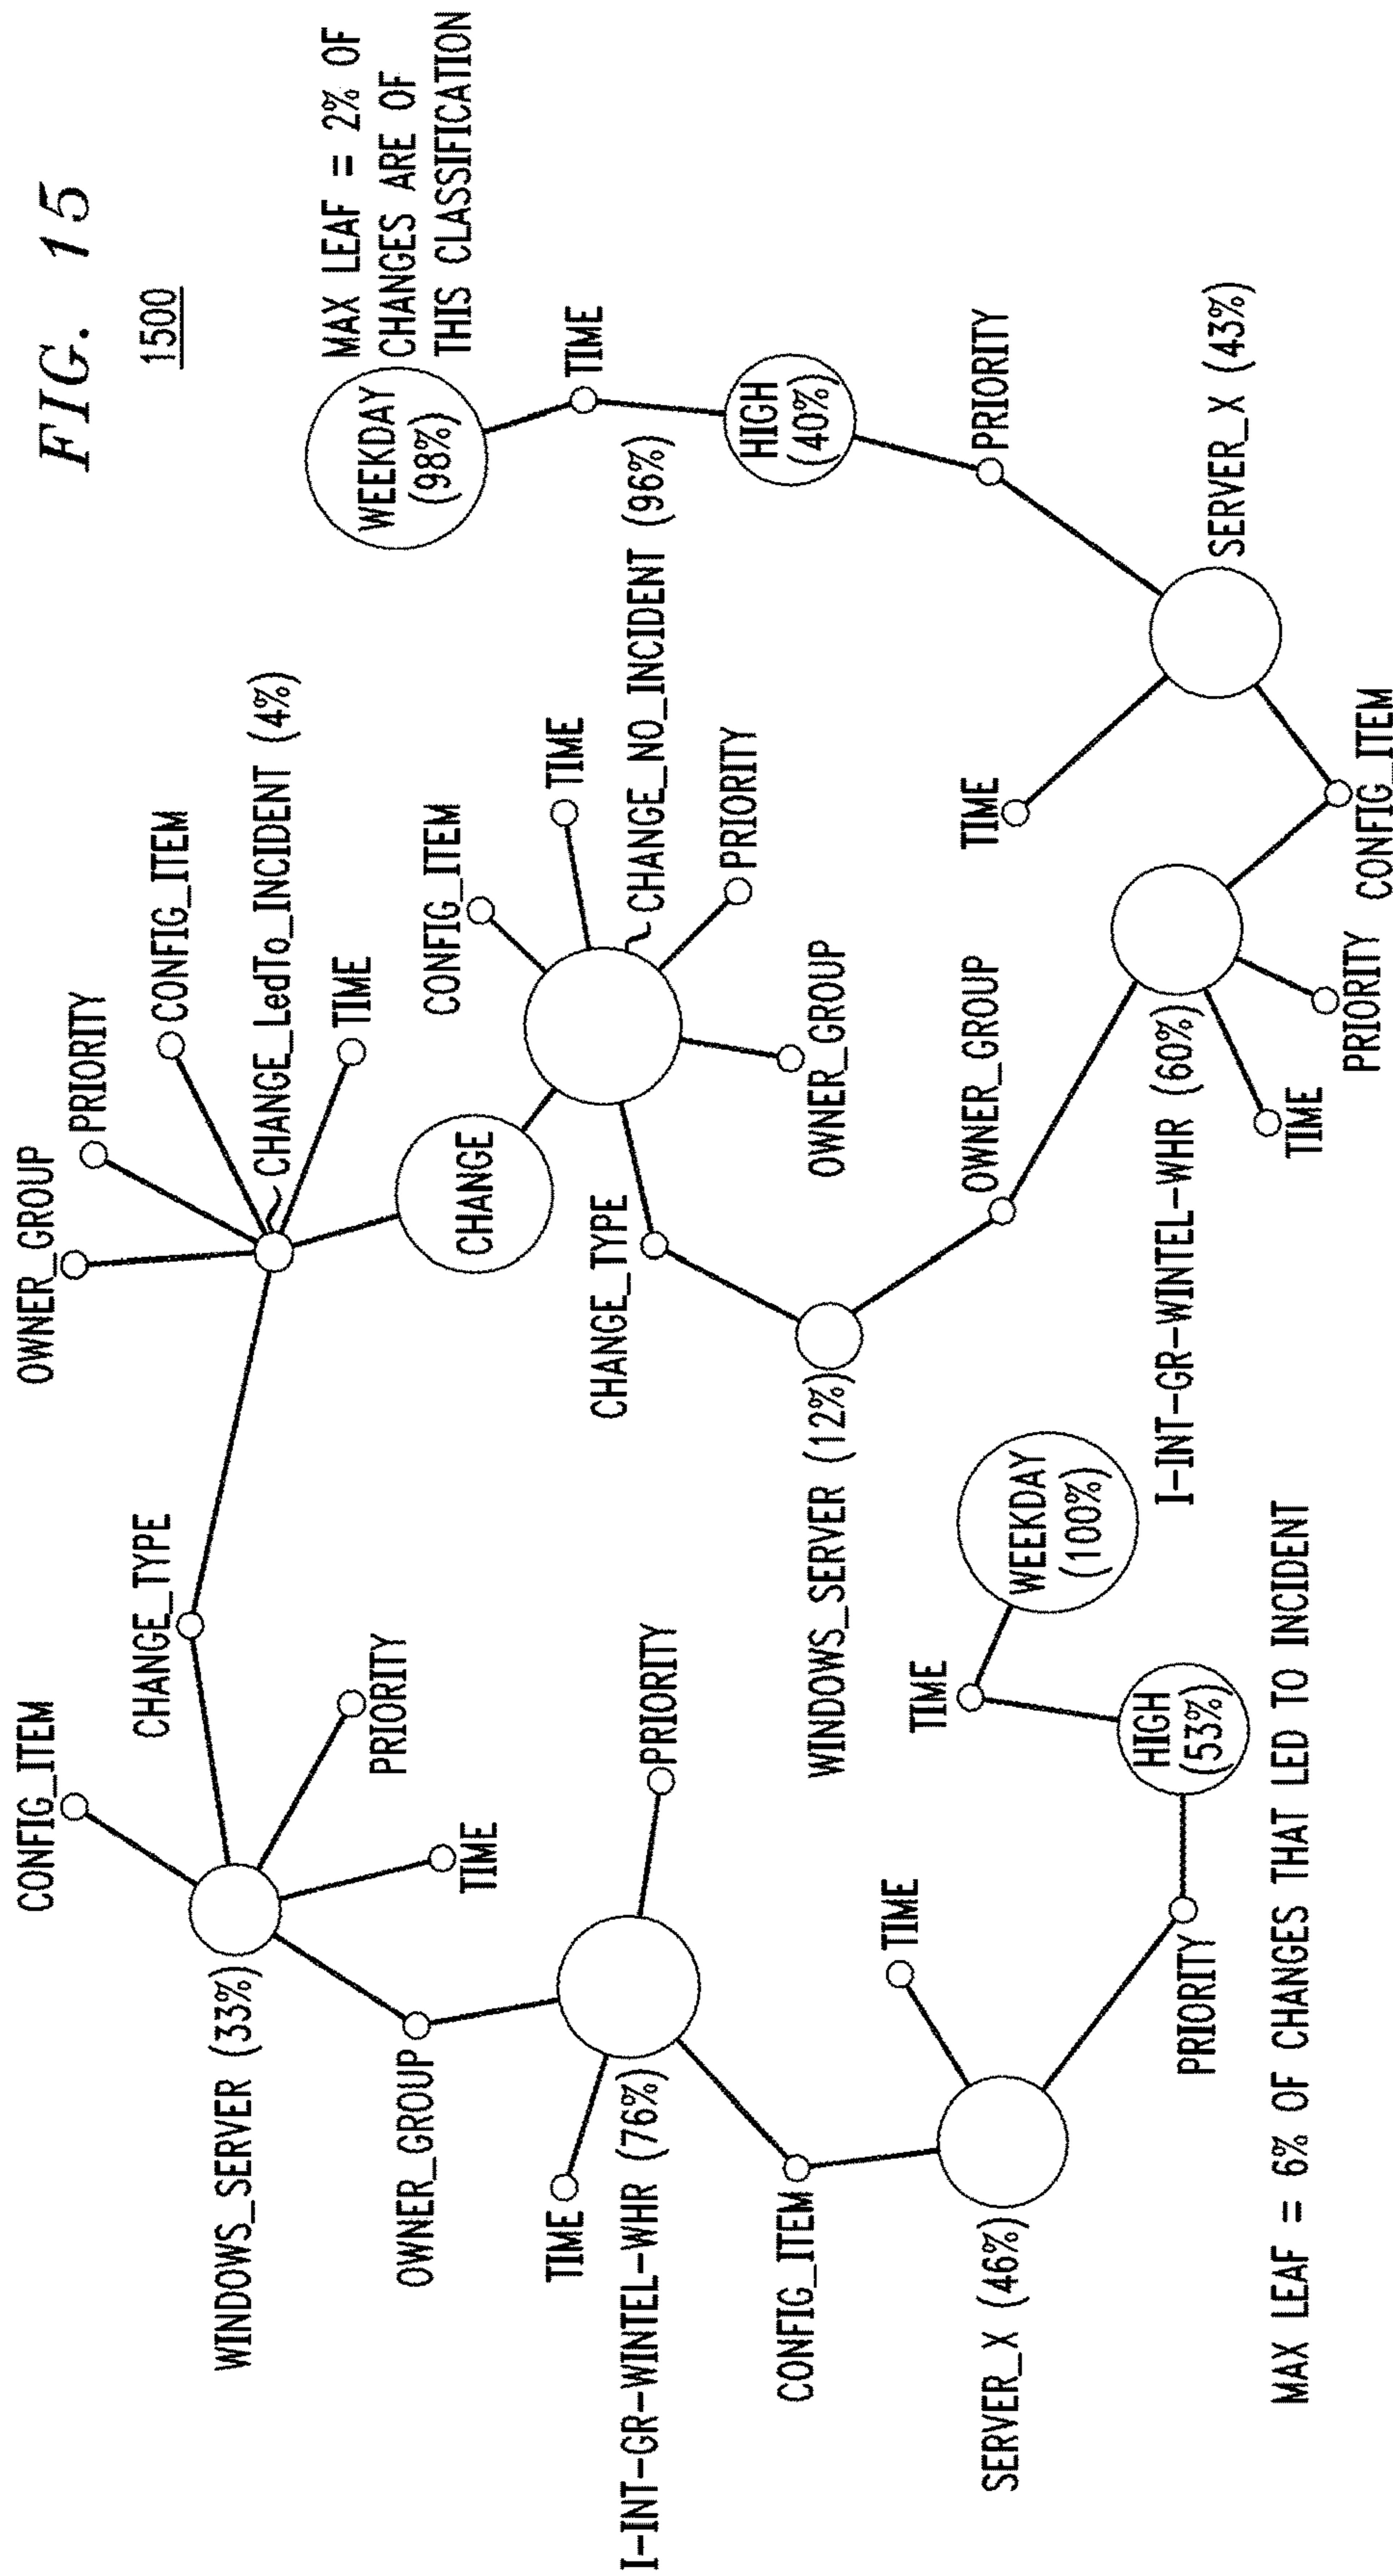 FIG. 15
1500
OWNER_GROUP
PRIORITY
CONFIG_ITEM
CHANGE_LedTo_INCIDENT (4%)
TIME
CHANGE
CHANGE_TYPE
CONFIG_ITEM
PRIORITY
TIME
WINDOWS_SERVER (33%)
OWNER_GROUP
PRIORITY
TIME
I-INT-GR-WINTEL-WHR (76%)
CONFIG_ITEM
TIME
SERVER_X (46%)
PRIORITY
HIGH
(53%)
TIME
WEEKDAY
(100%)
MAX LEAF = 6% OF CHANGES THAT LED TO INCIDENT
CONFIG_ITEM
TIME
CHANGE_NO_INCIDENT (96%)
PRIORITY
OWNER_GROUP
CHANGE_TYPE
WINDOWS_SERVER (12%)
OWNER_GROUP
I-INT-GR-WINTEL-WHR (60%)
TIME
PRIORITY
CONFIG_ITEM
TIME
SERVER_X (43%)
PRIORITY
HIGH
(40%)
TIME
WEEKDAY
(98%)
MAX LEAF = 2% OF
CHANGES ARE OF
THIS CLASSIFICATION